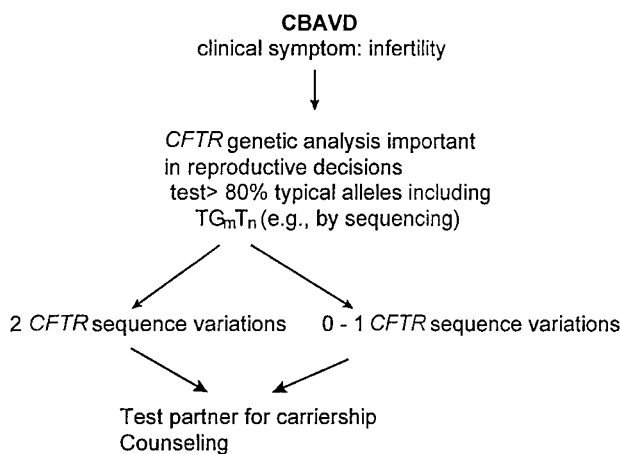 CBAVD
clinical symptom: infertility
CFTR genetic analysis important
in reproductive decisions
test> 80% typical alleles including
TGmTn (e.g., by sequencing)
2 CFTR sequence variations
0 - 1 CFTR sequence variations
Test partner for carriership
Counseling